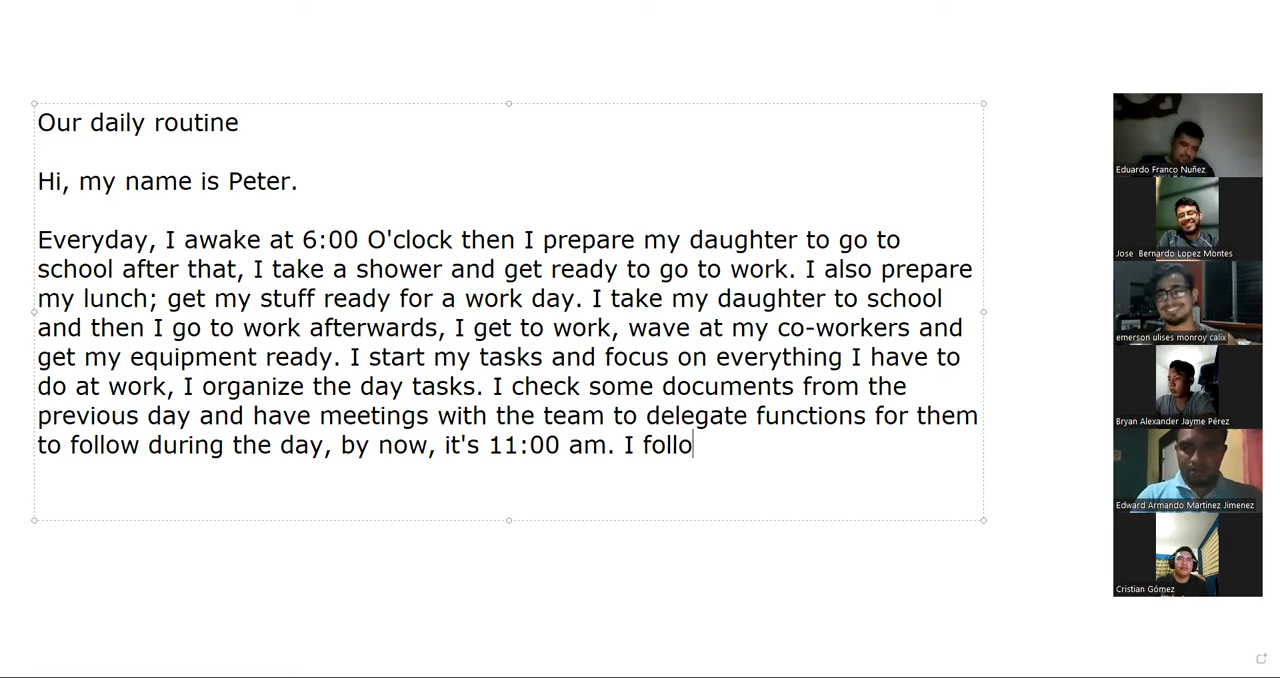 Our daily routine
Hi, my name is Peter.
Everyday, I awake at 6:00 O'clock then I prepare my daughter to go to
school after that, I take a shower and get ready to go to work. I also prepare
my lunch; get my stuff ready for a work day. I take my daughter to school
and then I go to work afterwards, I get to work, wave at my co-workers and
get my equipment ready. I start my tasks and focus on everything I have to
do at work, I organize the day tasks. I check some documents from the
previous day and have meetings with the team to delegate functions for them
to follow during the day, by now, it's 11:00 am. I follo
Eduardo Franco Nuñez
Jose Bernardo Lopez Montes
emerson ulises monroy calix
Bryan Alexander Jayme Pérez
Edward Armando Martinez Jimenez
Cristian Gómez